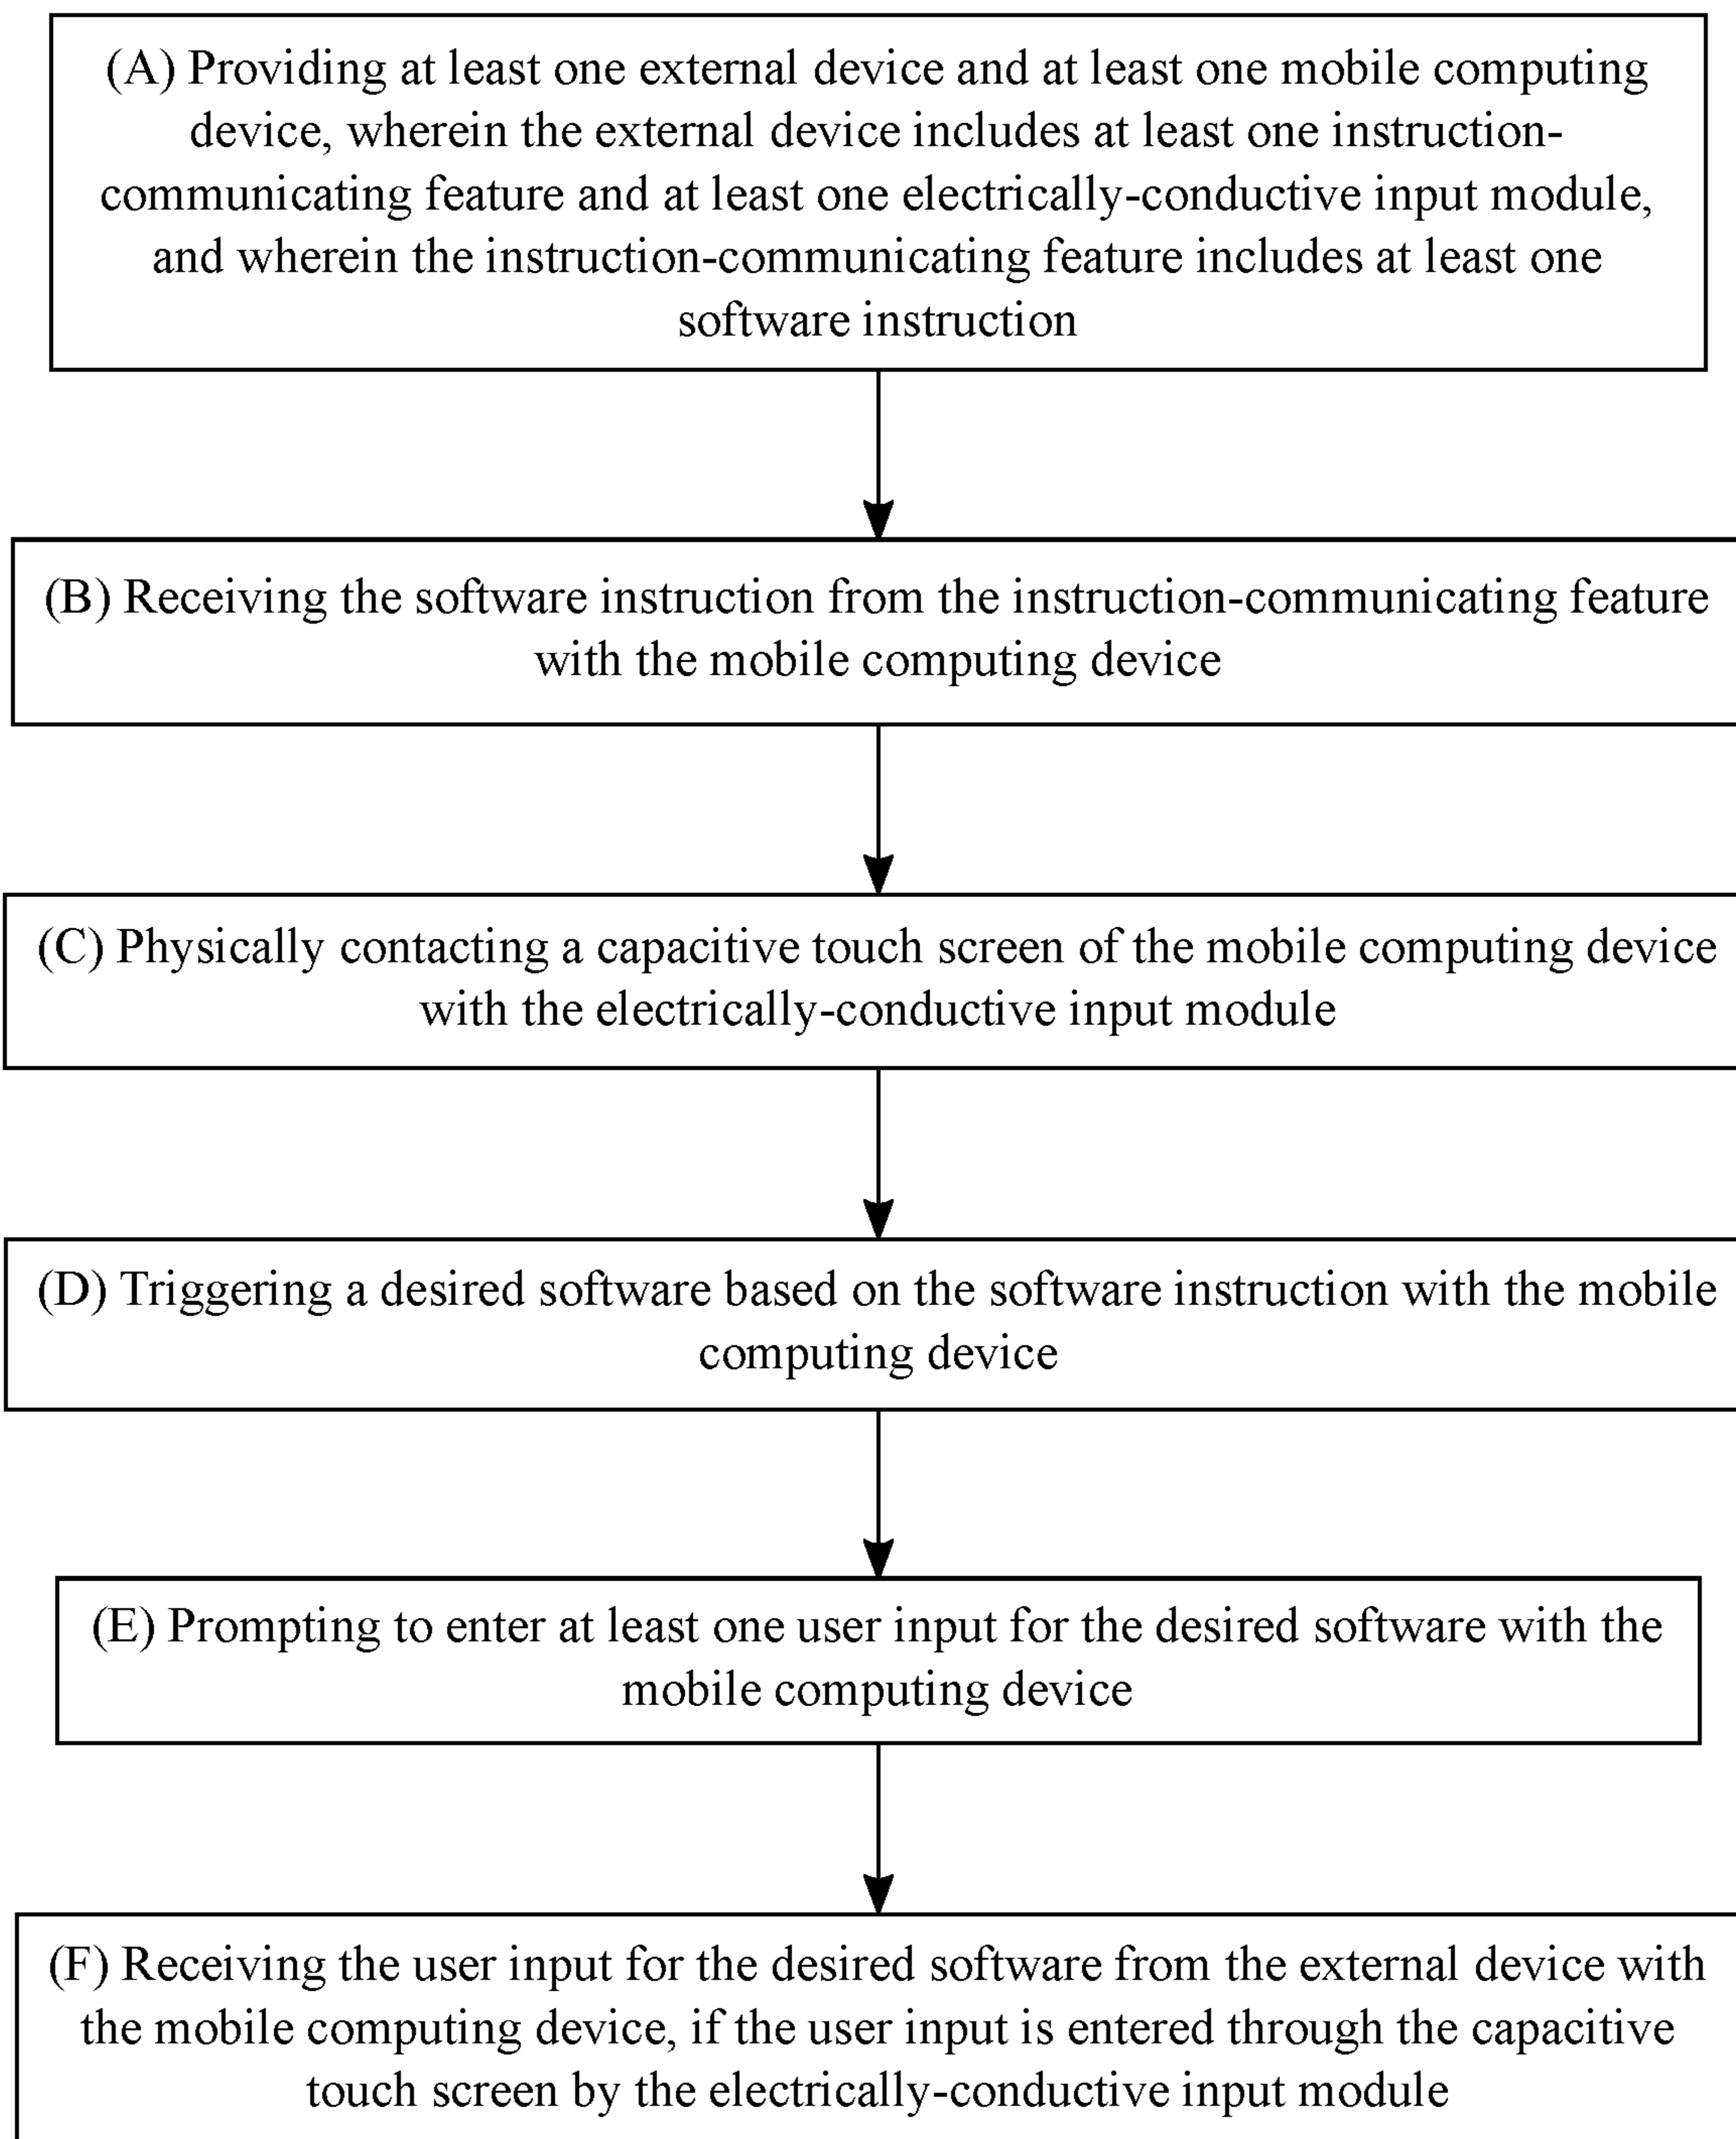 (A) Providing at least one external device and at least one mobile computing
device, wherein the external device includes at least one instruction-
communicating feature and at least one electrically-conductive input module,
and wherein the instruction-communicating feature includes at least one
software instruction
(B) Receiving the software instruction from the instruction-communicating feature
with the mobile computing device
(C) Physically contacting a capacitive touch screen of the mobile computing device
with the electrically-conductive input module
(D) Triggering a desired software based on the software instruction with the mobile
computing device
(E) Prompting to enter at least one user input for the desired software with the
mobile computing device
(F) Receiving the user input for the desired software from the external device with
the mobile computing device, if the user input is entered through the capacitive
touch screen by the electrically-conductive input module